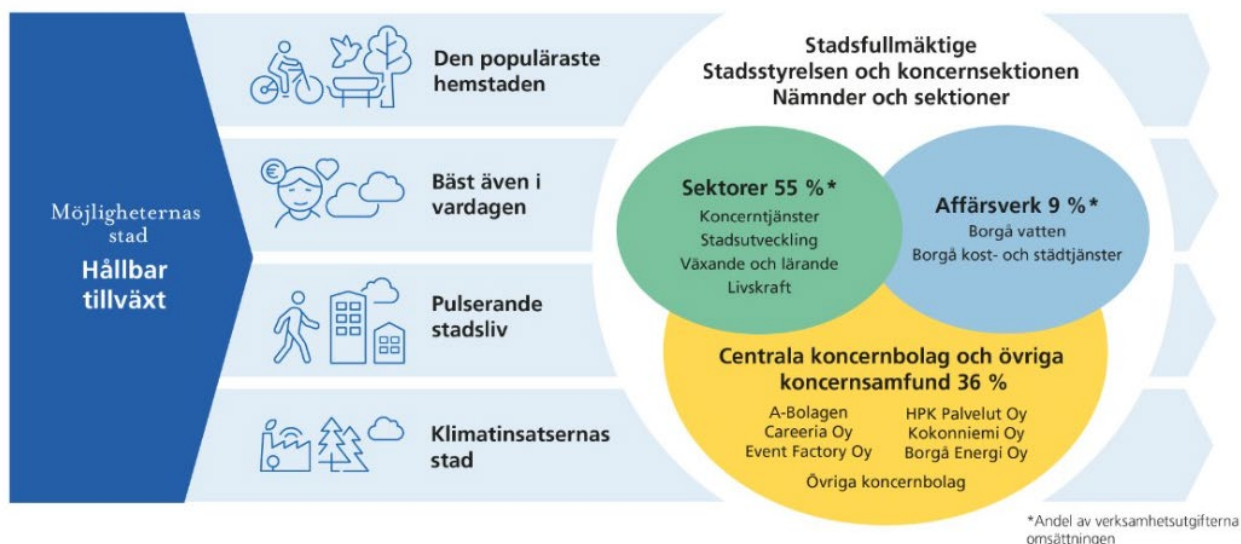 Möjligheternas
stad
Hållbar
tillväxt
Den populäraste
hemstaden
Bäst även i
vardagen
Pulserande
stadsliv
Klimatinsatsernas
stad
Stadsfullmäktige
Stadsstyrelsen och koncernsektionen
Nämnder och sektioner
Sektorer 55 %*
Koncerntjänster
Stadsutveckling
Växande och lärande
Livskraft
Affärsverk 9 %*
Borgå vatten
Borgå kost- och städtjänster
Centrala koncernbolag och övriga
koncernsamfund 36 %
A-Bolagen
Careeria Oy
Event Factory Oy
HPK Palvelut Oy
Kokonniemi Oy
Borgå Energi Oy
Övriga koncernbolag
*Andel av verksamhetsutgifterna
omsättningen